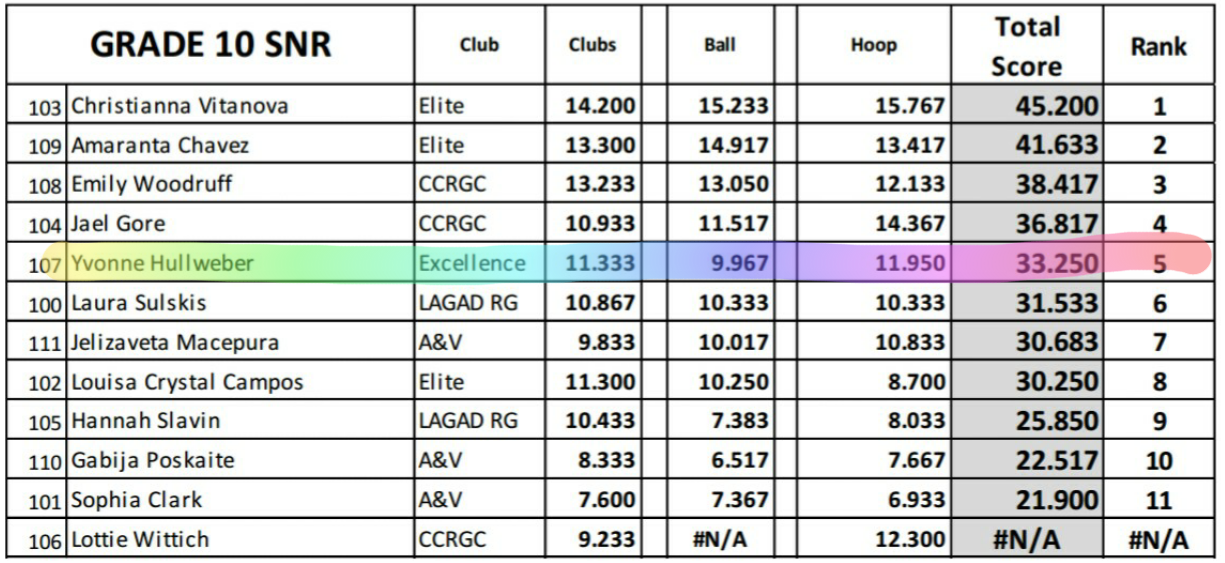 GRADE 10 SNR Club Clubs Ball Hoop Total Score Rank
103 Christianna Vitanova Elite 14.200 15.233 15.767 45.200 1
109 Amaranta Chavez Elite 13.300 14.917 13.417 41.633 2
108 Emily Woodruff CCRGC 13.233 13.050 12.133 38.417 3
104 Jael Gore CCRGC 10.933 11.517 14.367 36.817 4
107 Yvonne Hullweber Excellence 11.333 9.967 11.950 33.250 5
100 Laura Sulskis LAGAD RG 10.867 10.333 10.333 31.533 6
111 Jelizaveta Macepura A&V 9.833 10.017 10.833 30.683 7
102 Louisa Crystal Campos Elite 11.300 10.250 8.700 30.250 8
105 Hannah Slavin LAGAD RG 10.433 7.383 8.033 25.850 9
110 Gabija Poskaite A&V 8.333 6.517 7.667 22.517 10
101 Sophia Clark A&V 7.600 7.367 6.933 21.900 11
106 Lottie Wittich CCRGC 9.233 #N/A 12.300 #N/A #N/A